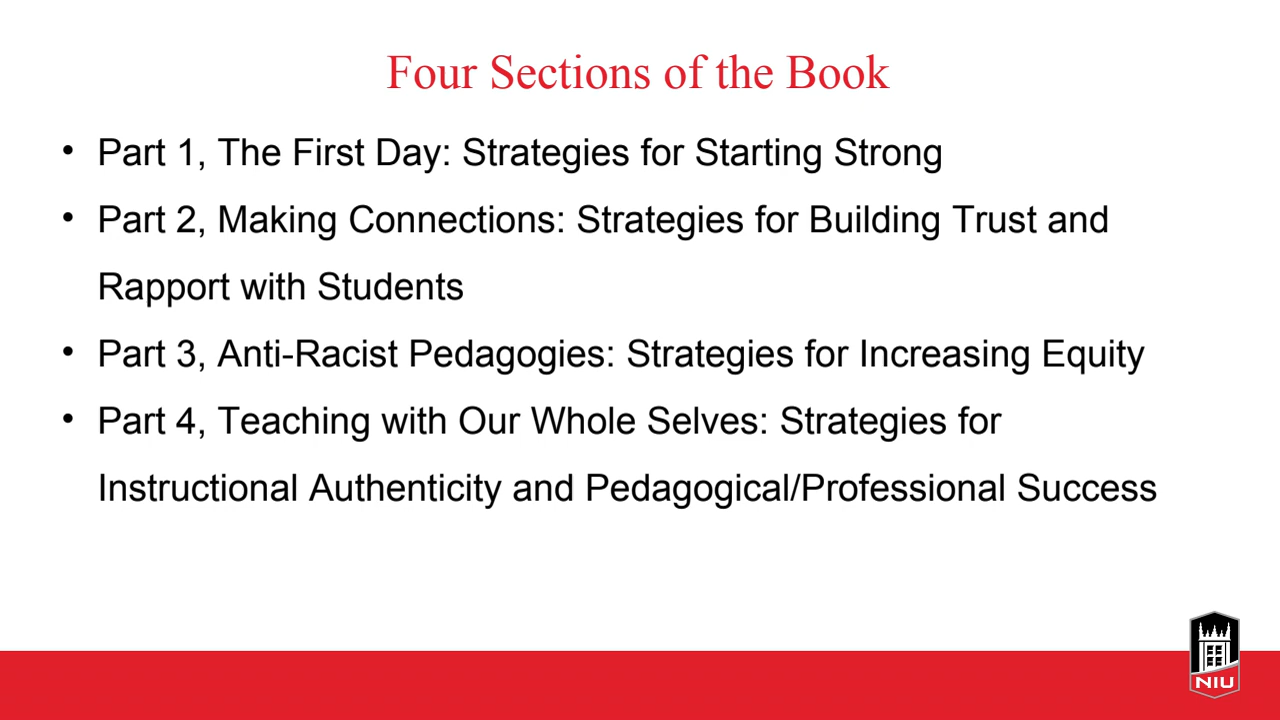 Four Sections of the Book
• Part 1, The First Day: Strategies for Starting Strong
• Part 2, Making Connections: Strategies for Building Trust and
Rapport with Students
• Part 3, Anti-Racist Pedagogies: Strategies for Increasing Equity
• Part 4, Teaching with Our Whole Selves: Strategies for
Instructional Authenticity and Pedagogical/Professional Success
NIU